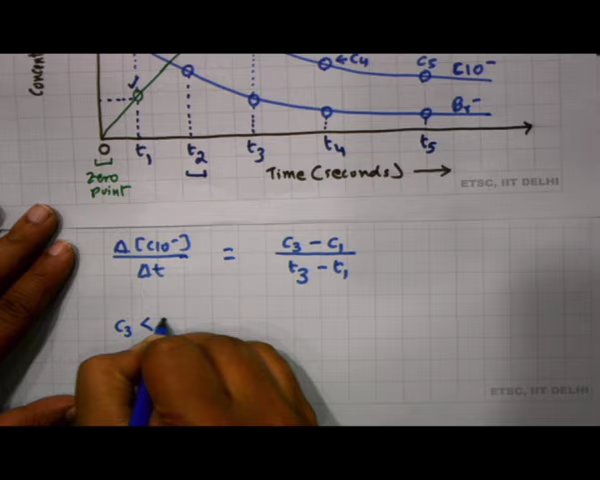 Concent
C4
C5
ClO⁻
Br⁻
0 t₁ t₂ t₃ t₄ t₅
zero
point
Time (seconds) →
ETSC, IIT DELHI
Δ[ClO⁻] / Δt = C₃ - C₁ / t₃ - t₁
C₃ <
ETSC, IIT DELHI